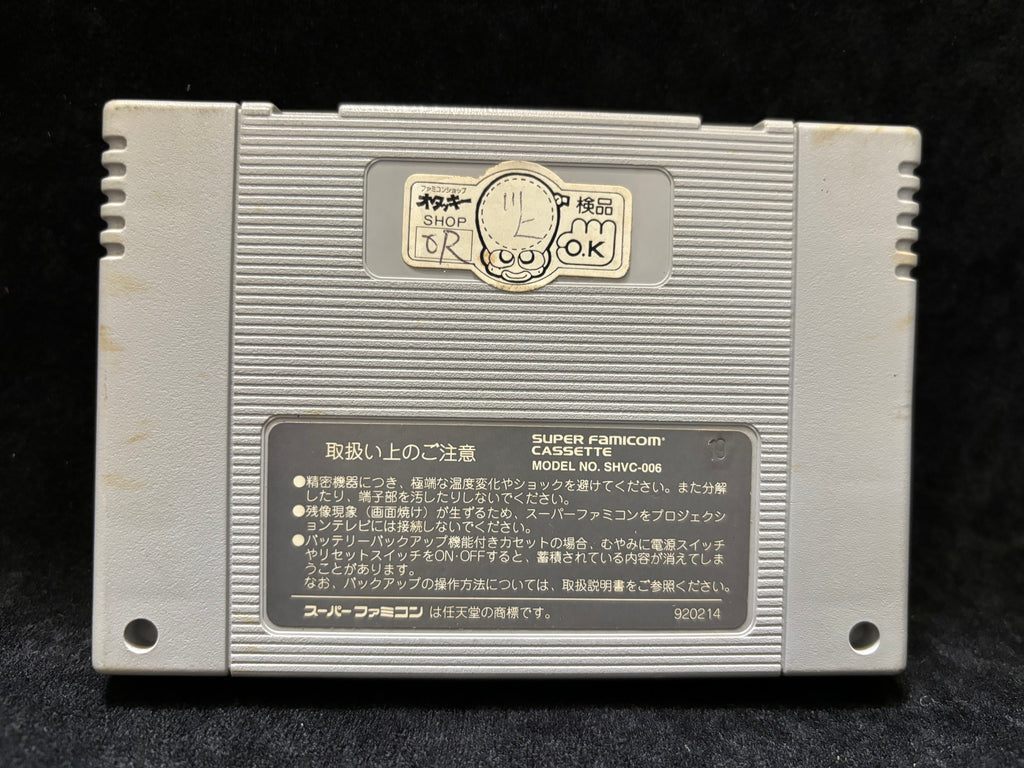 ファミコンショップ
オタッキー
SHOP
R
川上
検品
O.K
取扱い上のご注意
SUPER FAMICOM
CASSETTE
MODEL NO. SHVC-006
19
●精密機器につき、極端な温度変化やショックを避けてください。また分解
したり、端子部を汚したりしないでください。
●残像現象（画面焼け）が生ずるため、スーパーファミコンをプロジェクシ
ョンテレビには接続しないでください。
●バッテリーバックアップ機能付きカセットの場合、むやみに電源スイッチ
やリセットスイッチをON·OFFすると、蓄積されている内容が消えてしま
うことがあります。
なお、バックアップの操作方法については、取扱説明書をご参照ください。
スーパーファミコン は任天堂の商標です。
920214